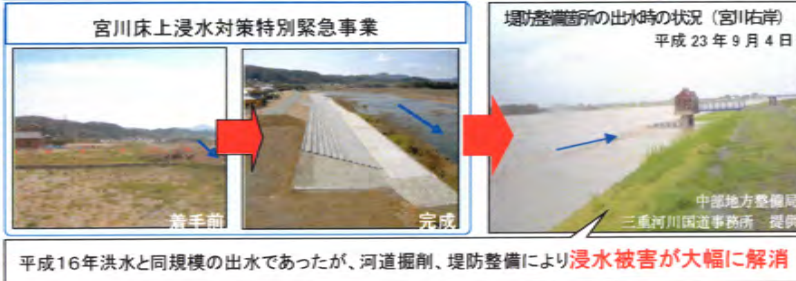 宮川床上浸水対策特別緊急事業
着手前
完成
堤防整備箇所の出水時の状況（宮川右岸）
平成23年9月4日
中部地方整備局
三重河川国道事務所 提供
平成16年洪水と同規模の出水であったが、河道掘削、堤防整備により浸水被害が大幅に解消